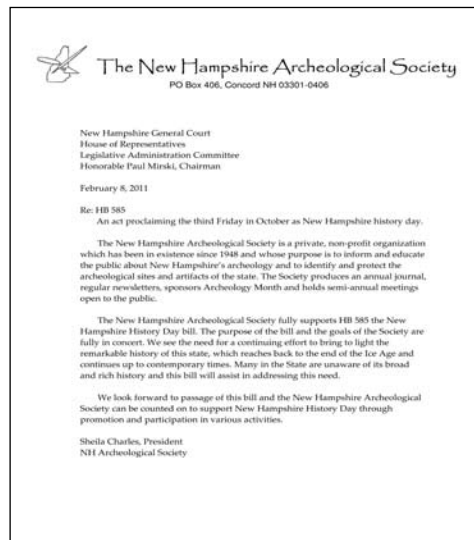 The New Hampshire Archeological Society
PO Box 406, Concord NH 03301-0406
New Hampshire General Court
House of Representatives
Legislative Administration Committee
Honorable Paul Mirski, Chairman
February 8, 2011
Re: HB 585
An act proclaiming the third Friday in October as New Hampshire history day.
The New Hampshire Archeological Society is a private, non-profit organization
which has been in existence since 1948 and whose purpose is to inform and educate
the public about New Hampshire's archeology and to identify and protect the
archeological sites and artifacts of the state. The Society produces an annual journal,
regular newsletters, sponsors Archeology Month and holds semi-annual meetings
open to the public.
The New Hampshire Archeological Society fully supports HB 585 the New
Hampshire History Day bill. The purpose of the bill and the goals of the Society are
fully in concert. We see the need for a continuing effort to bring to light the
remarkable history of this state, which reaches back to the end of the Ice Age and
continues up to contemporary times. Many in the State are unaware of its broad
and rich history and this bill will assist in addressing this need.
We look forward to passage of this bill and the New Hampshire Archeological
Society can be counted on to support New Hampshire History Day through
promotion and participation in various activities.
Sheila Charles, President
NH Archeological Society